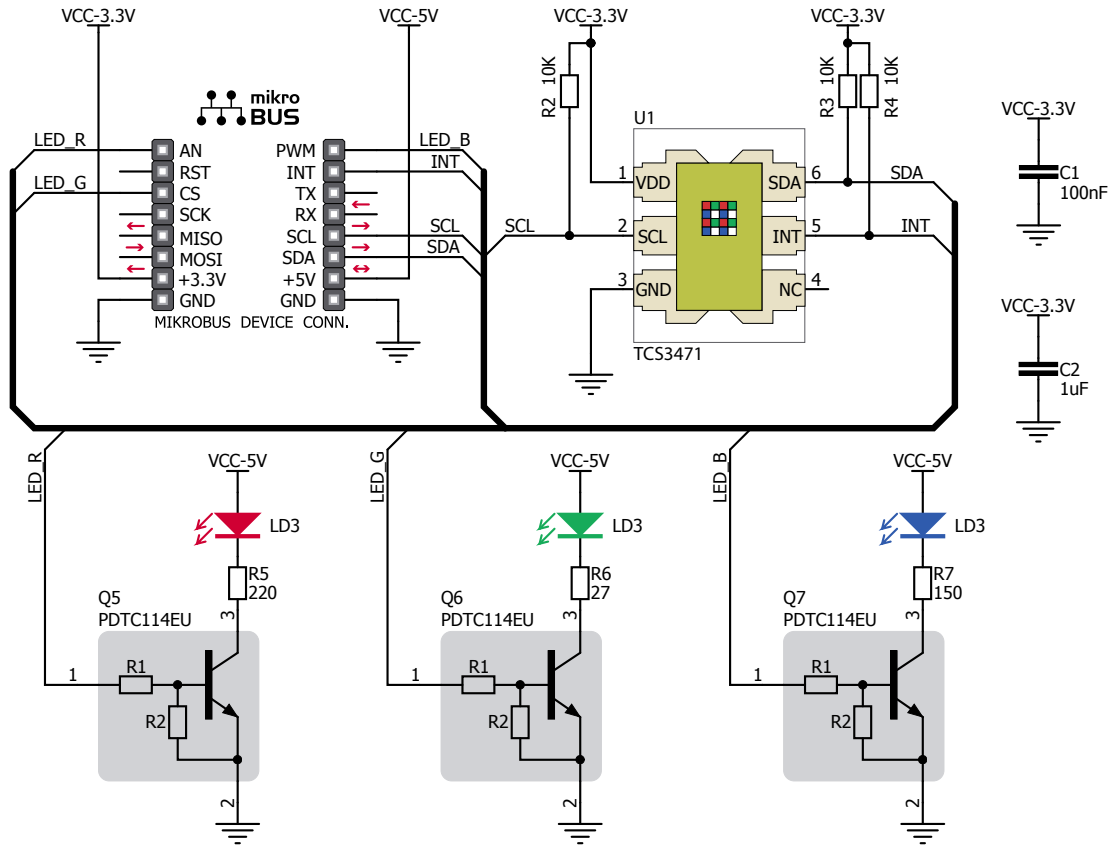 VCC-3.3V
VCC-5V
VCC-3.3V
VCC-3.3V
mikro
BUS
LED_R
AN
RST
LED_G
CS
SCK
MISO
MOSI
+3.3V
GND
PWM
LED_B
INT
INT
TX
RX
SCL
SCL
SDA
SDA
+5V
GND
MIKROBUS DEVICE CONN.
R2 10K
R3 10K
R4 10K
U1
1
VDD
2
SCL
SCL
3
GND
SDA
6
SDA
INT
5
INT
NC
4
TCS3471
VCC-3.3V
C1
100nF
VCC-3.3V
C2
1uF
LED_R
VCC-5V
LD3
R5
220
Q5
PDTC114EU
3
1
R1
R2
2
LED_G
VCC-5V
LD3
R6
27
Q6
PDTC114EU
3
1
R1
R2
2
LED_B
VCC-5V
LD3
R7
150
Q7
PDTC114EU
3
1
R1
R2
2